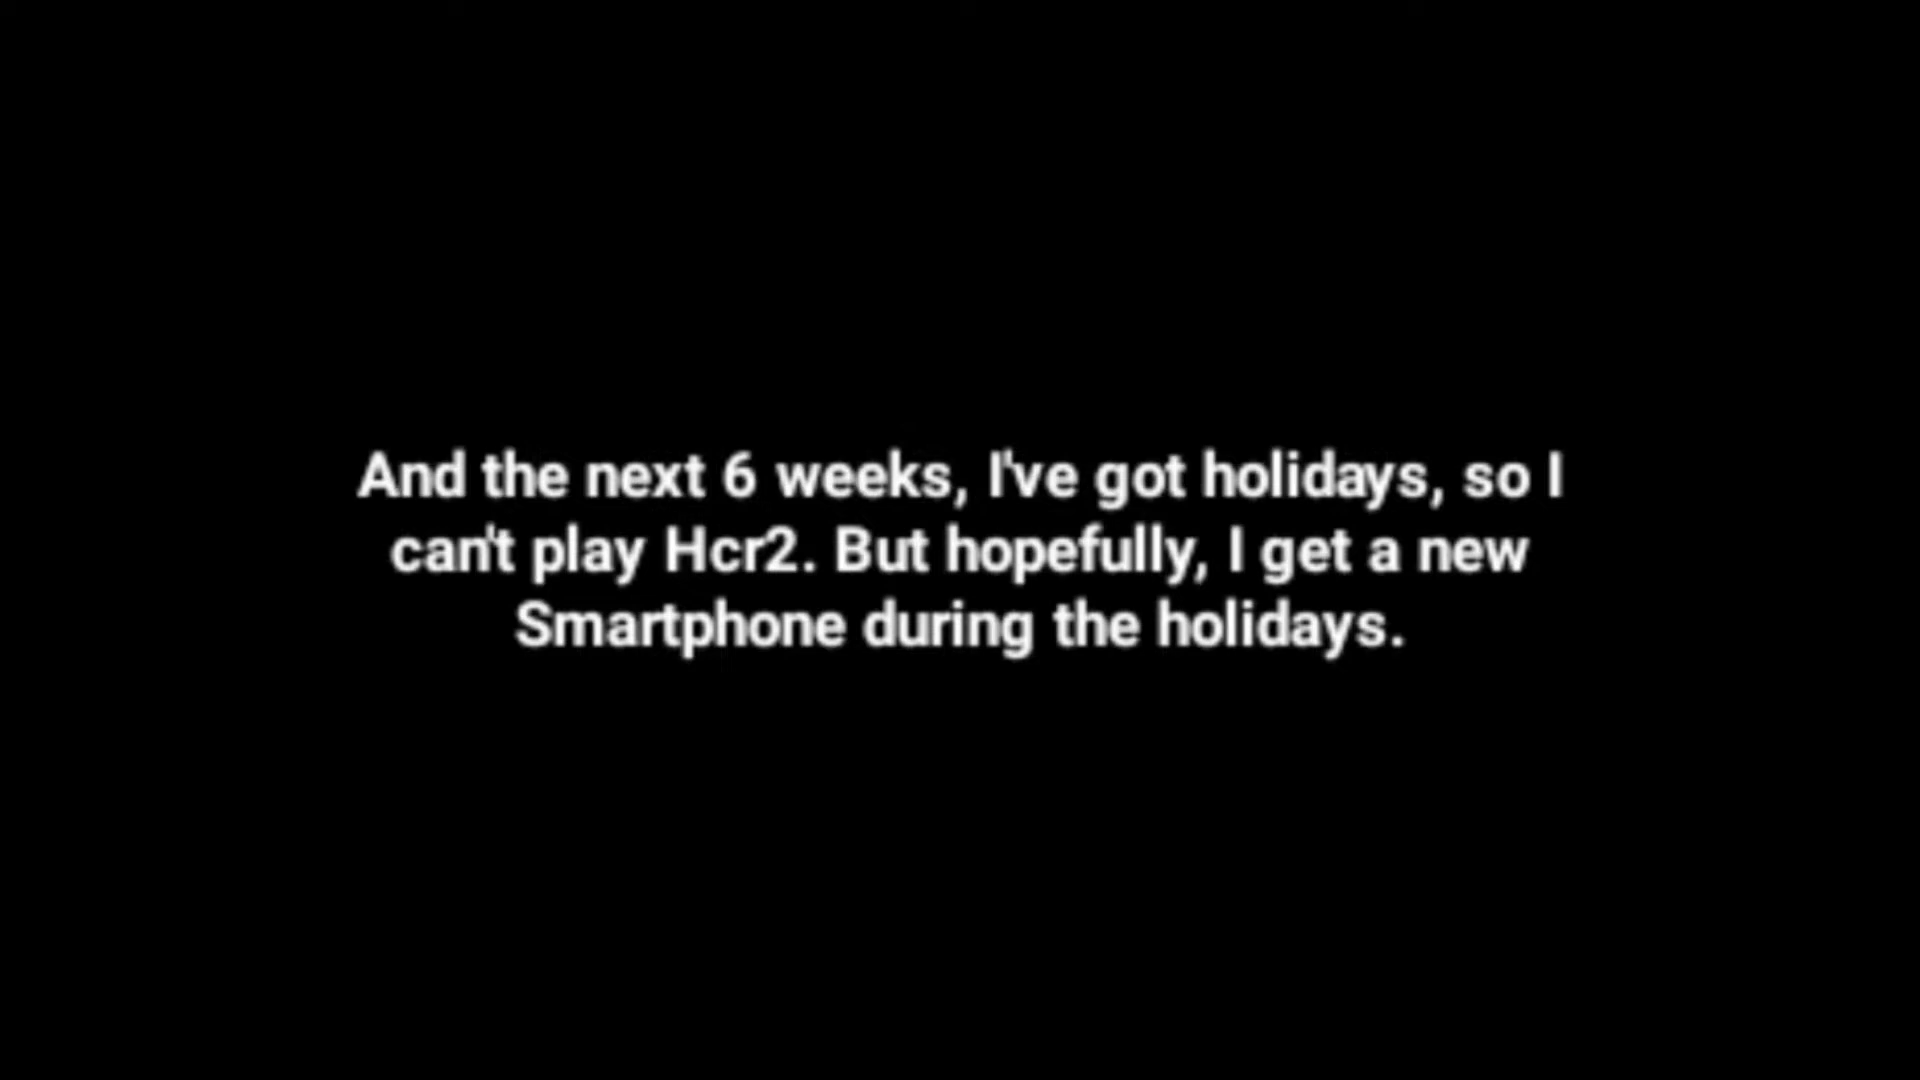 And the next 6 weeks, I've got holidays, so I
can't play Hcr2. But hopefully, I get a new
Smartphone during the holidays.